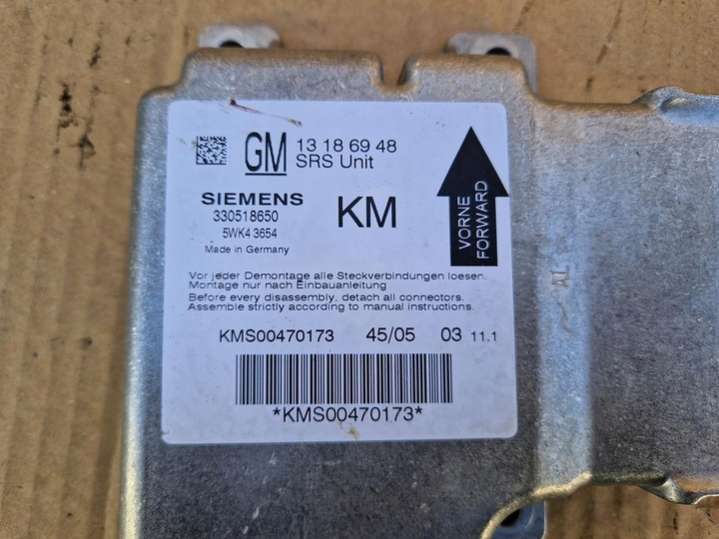 GM 13 18 69 48
SRS Unit
SIEMENS
330518650
5WK4 3654
Made in Germany
KM
VORNE
FORWARD
Vor jeder Demontage alle Steckverbindungen loesen.
Montage nur nach Einbauanleitung
Before every disassembly, detach all connectors.
Assemble strictly according to manual instructions.
KMS00470173 45/05 03 11.1
*KMS00470173*